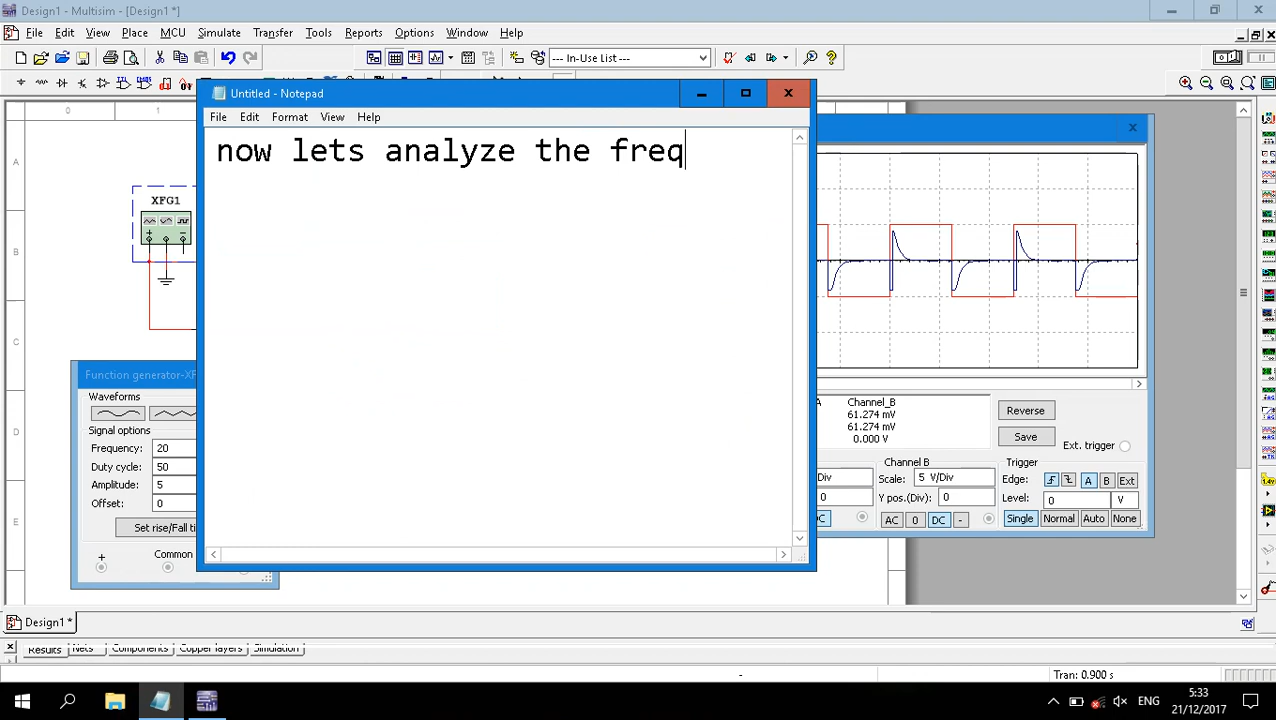 Design1 - Multisim - [Design1 *]
File Edit View Place MCU Simulate Transfer Tools Reports Options Window Help
--- In-Use List ---
0 1
Untitled - Notepad
File Edit Format View Help
now lets analyze the freq
A
XFG1
B
C
D
E
Function generator-XF
Waveforms
Signal options
Frequency: 20
Duty cycle: 50
Amplitude: 5
Offset: 0
Set rise/Fall ti
+ Common
A Channel_B
61.274 mV
61.274 mV
0.000 V
Reverse
Save
Ext. trigger
Channel B
Scale: 5 V/Div
Y pos.(Div): 0
AC 0 DC -
/Div
0
Trigger
Edge: A B Ext
Level: 0 V
Single Normal Auto None
Design1 *
Results Nets Components Copper layers Simulation
- Tran: 0.900 s
ENG
5:33
21/12/2017